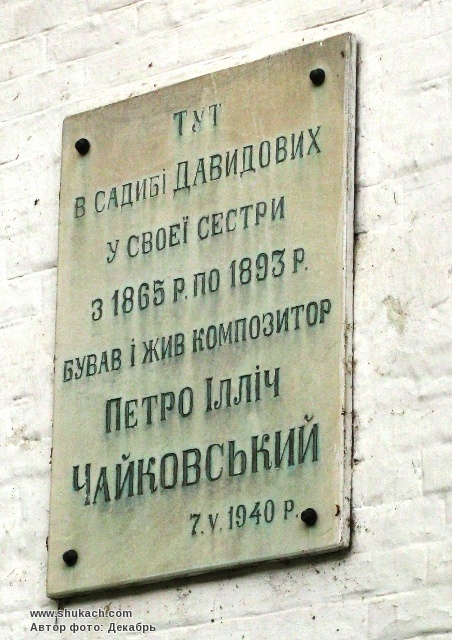 ТУТ
В САДИБІ ДАВИДОВИХ
У СВОЕЇ СЕСТРИ
З 1865 Р. ПО 1893 Р.
БУВАВ І ЖИВ КОМПОЗИТОР
ПЕТРО ІЛЛІЧ
ЧАЙКОВСЬКИЙ
7.V.1940 Р.
www.shukach.com
Автор фото: Декабрь